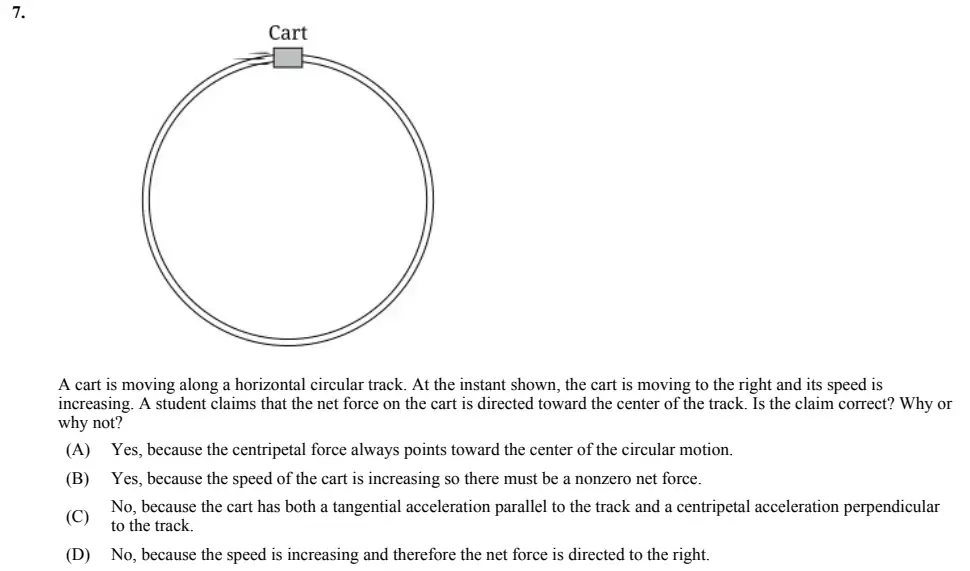 7.
Cart
A cart is moving along a horizontal circular track. At the instant shown, the cart is moving to the right and its speed is
increasing. A student claims that the net force on the cart is directed toward the center of the track. Is the claim correct? Why or
why not?
(A) Yes, because the centripetal force always points toward the center of the circular motion.
(B) Yes, because the speed of the cart is increasing so there must be a nonzero net force.
(C) No, because the cart has both a tangential acceleration parallel to the track and a centripetal acceleration perpendicular
to the track.
(D) No, because the speed is increasing and therefore the net force is directed to the right.